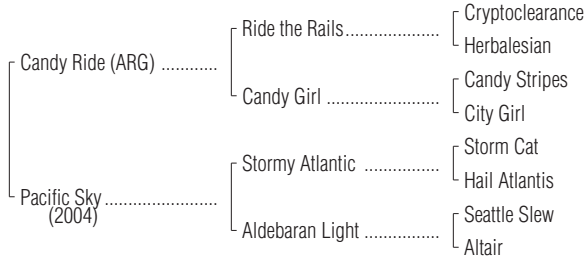 Cryptoclearance
Ride the Rails....................
Herbalesian
Candy Ride (ARG) ............
Candy Stripes
Candy Girl ........................
City Girl
Storm Cat
Stormy Atlantic ................
Hail Atlantis
Pacific Sky........................
(2004)
Seattle Slew
Aldebaran Light ................
Altair